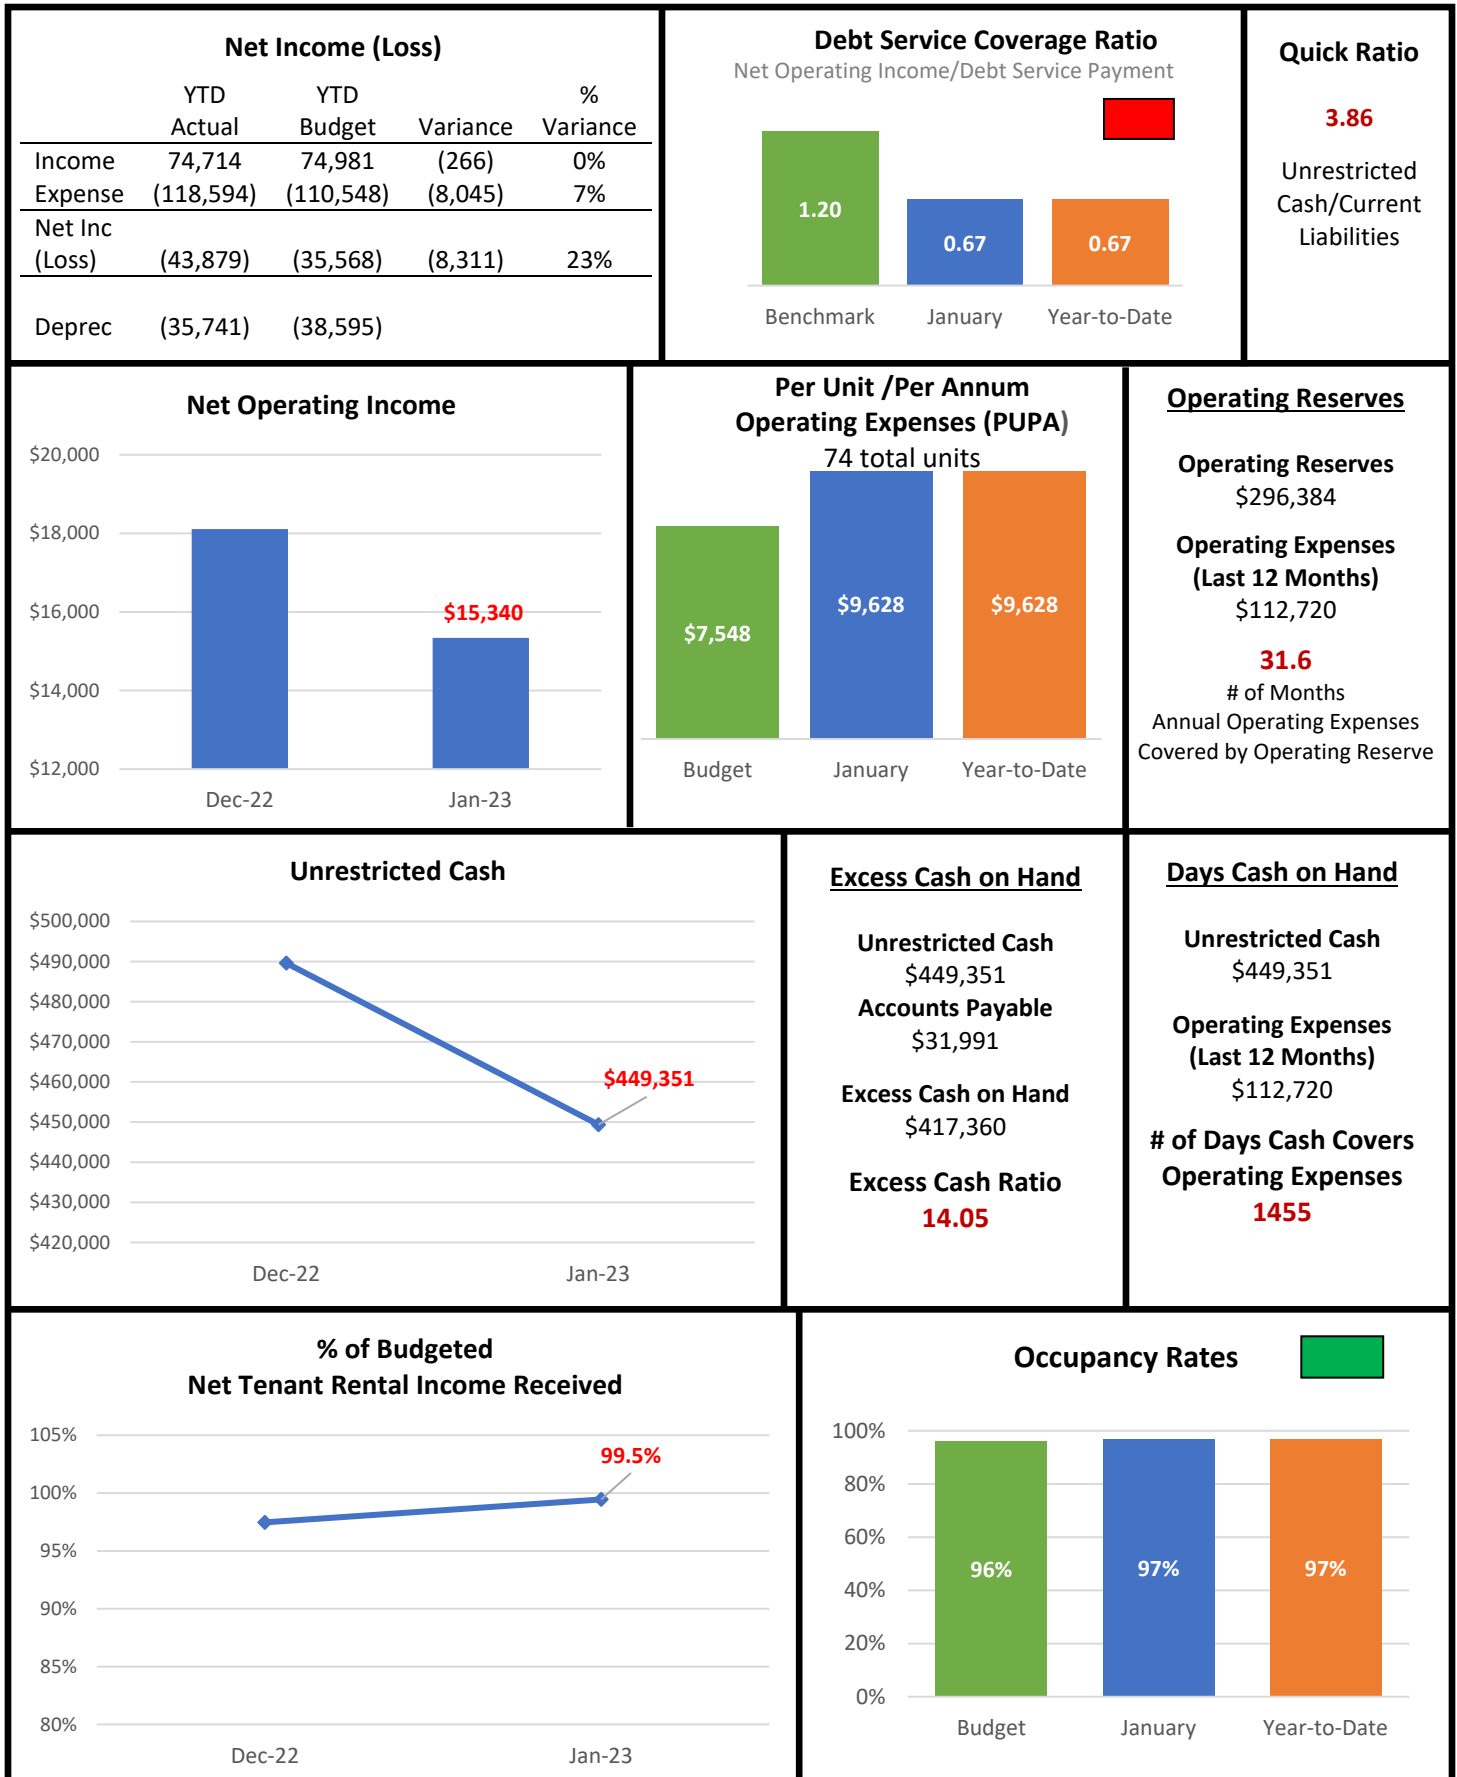 Net Income (Loss)
YTD YTD %
Actual Budget Variance Variance
Income 74,714 74,981 (266) 0%
Expense (118,594) (110,548) (8,045) 7%
Net Inc
(Loss) (43,879) (35,568) (8,311) 23%
Deprec (35,741) (38,595)
Debt Service Coverage Ratio
Net Operating Income/Debt Service Payment
1.20
0.67
0.67
Benchmark January Year-to-Date
Quick Ratio
3.86
Unrestricted
Cash/Current
Liabilities
Net Operating Income
$20,000
$18,000
$16,000
$14,000
$12,000
$15,340
Dec-22 Jan-23
Per Unit /Per Annum
Operating Expenses (PUPA)
74 total units
$7,548
$9,628
$9,628
Budget January Year-to-Date
Operating Reserves
Operating Reserves
$296,384
Operating Expenses
(Last 12 Months)
$112,720
31.6
# of Months
Annual Operating Expenses
Covered by Operating Reserve
Unrestricted Cash
$500,000
$490,000
$480,000
$470,000
$460,000
$450,000
$440,000
$430,000
$420,000
$449,351
Dec-22 Jan-23
Excess Cash on Hand
Unrestricted Cash
$449,351
Accounts Payable
$31,991
Excess Cash on Hand
$417,360
Excess Cash Ratio
14.05
Days Cash on Hand
Unrestricted Cash
$449,351
Operating Expenses
(Last 12 Months)
$112,720
# of Days Cash Covers
Operating Expenses
1455
% of Budgeted
Net Tenant Rental Income Received
105%
100%
95%
90%
85%
80%
99.5%
Dec-22 Jan-23
Occupancy Rates
100%
80%
60%
40%
20%
0%
96%
97%
97%
Budget January Year-to-Date